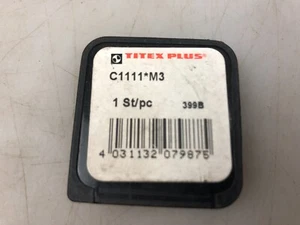 TITEX PLUS
C1111*M3
1 St/pc 399B
4 031132 079875